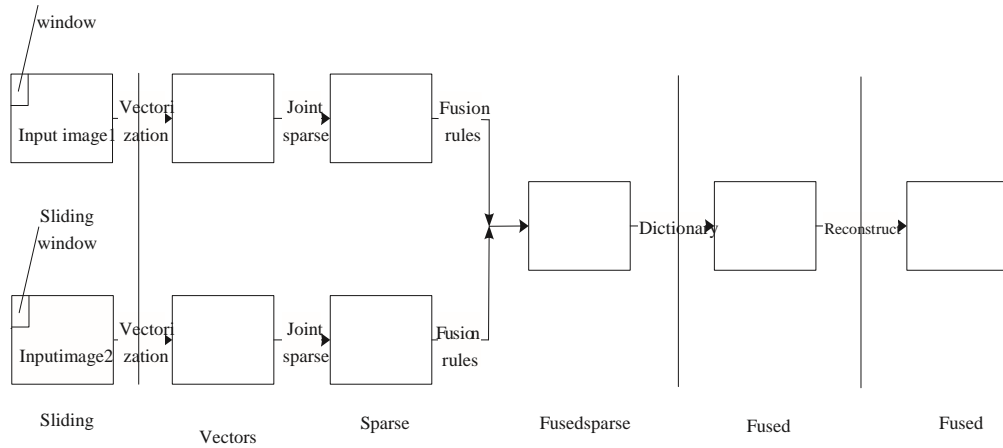 window
Input image1
Vectori
zation
Joint
sparse
Fusion
rules
Sliding
window
Inputimage2
Vectori
zation
Joint
sparse
Fusion
rules
Dictionary
Reconstruct
Sliding
Vectors
Sparse
Fusedsparse
Fused
Fused